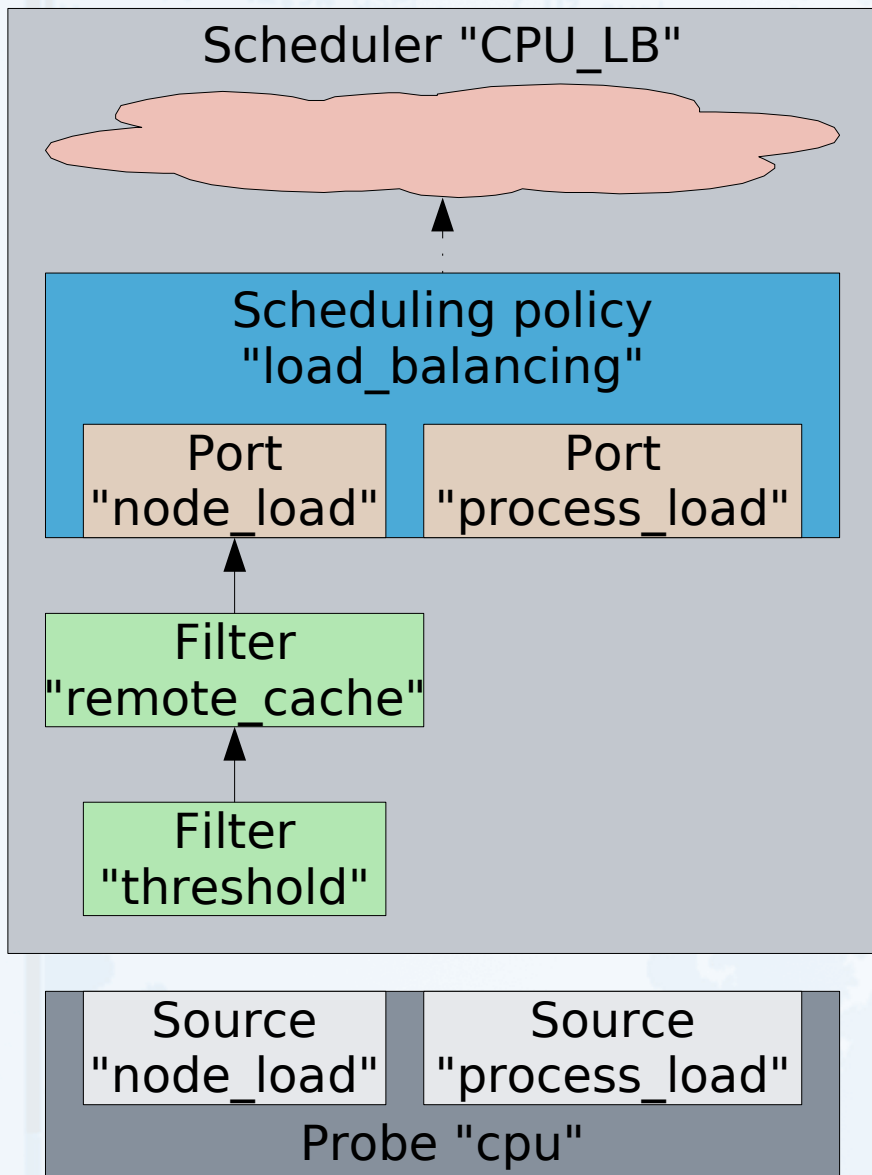 Scheduler "CPU_LB"
Scheduling policy
"load_balancing"
Port
"node_load"
Port
"process_load"
Filter
"remote_cache"
Filter
"threshold"
Source
"node_load"
Source
"process_load"
Probe "cpu"